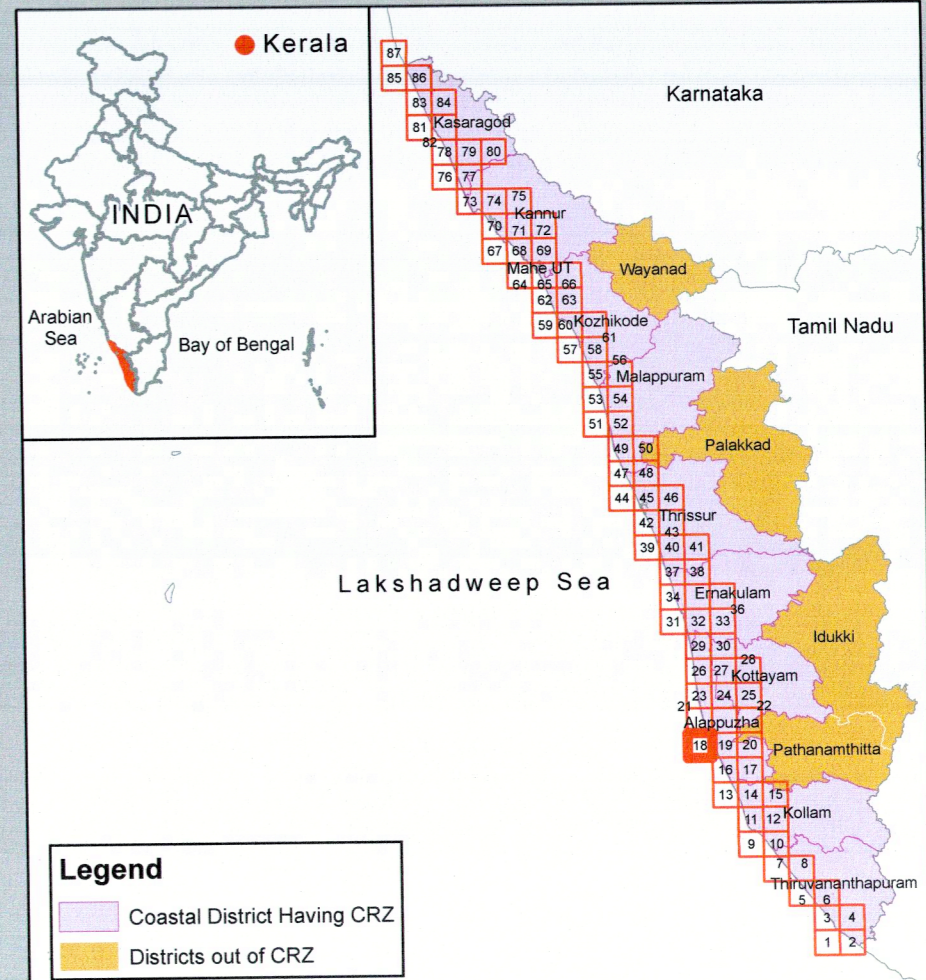 Kerala
INDIA
Arabian
Sea
Bay of Bengal
Karnataka
Tamil Nadu
Lakshadweep Sea
87
85 86
83 84
Kasaragod
81
82
78 79 80
76 77
73 74 75
Kannur
70 71 72
67 68 69
Mahe UT
64 65 66
Wayanad
62 63
59 60 Kozhikode
61
57 58
56
55 Malappuram
53 54
51 52
49 50 Palakkad
47 48
44 45 46
Thrissur
42 43
39 40 41
37 38
34 Ernakulam
36
31 32 33
Idukki
29 30
28
26 27 Kottayam
23 24 25
21 22
Alappuzha
18 19 20 Pathanamthitta
16 17
13 14 15
Kollam
11 12
9 10
7 8
Thiruvananthapuram
5 6
3 4
1 2
Legend
Coastal District Having CRZ
Districts out of CRZ